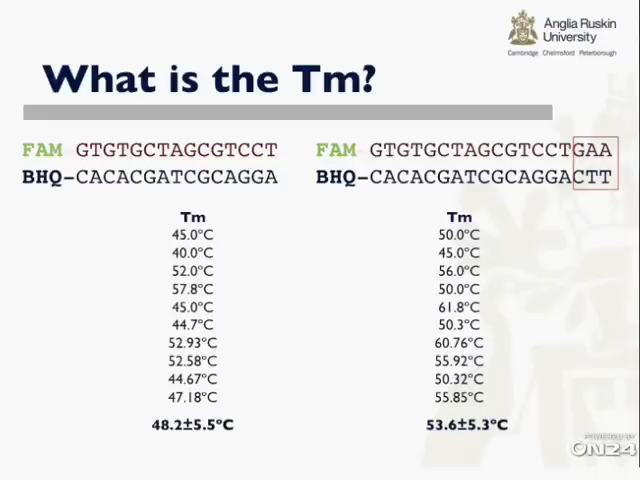 Anglia Ruskin
University
Cambridge Chelmsford Peterborough
What is the Tm?
FAM GTGTGCTAGCGTCCT
BHQ-CACACGATCGCAGGA
FAM GTGTGCTAGCGTCCTGAA
BHQ-CACACGATCGCAGGACTT
Tm
45.0°C
40.0°C
52.0°C
57.8°C
45.0°C
44.7°C
52.93°C
52.58°C
44.67°C
47.18°C
48.2±5.5°C
Tm
50.0°C
45.0°C
56.0°C
50.0°C
61.8°C
50.3°C
60.76°C
55.92°C
50.32°C
55.85°C
53.6±5.3°C
POWERED BY
ON24